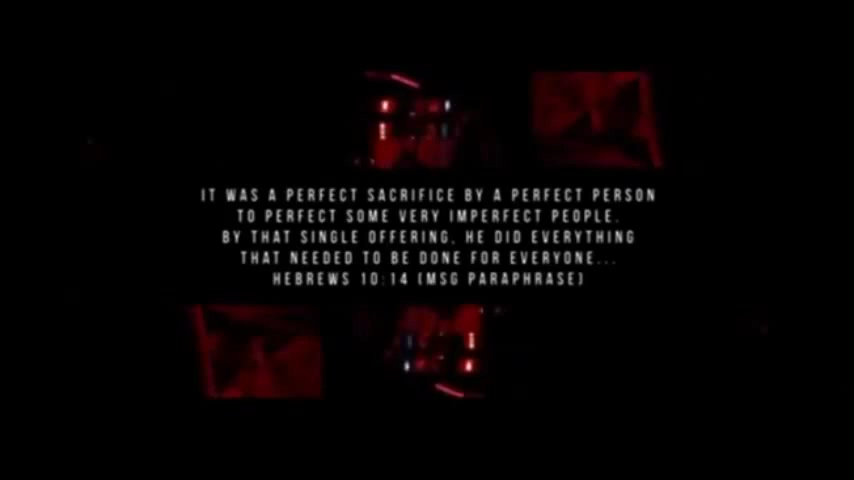 IT WAS A PERFECT SACRIFICE BY A PERFECT PERSON
TO PERFECT SOME VERY IMPERFECT PEOPLE.
BY THAT SINGLE OFFERING, HE DID EVERYTHING
THAT NEEDED TO BE DONE FOR EVERYONE...
HEBREWS 10:14 (MSG PARAPHRASE)